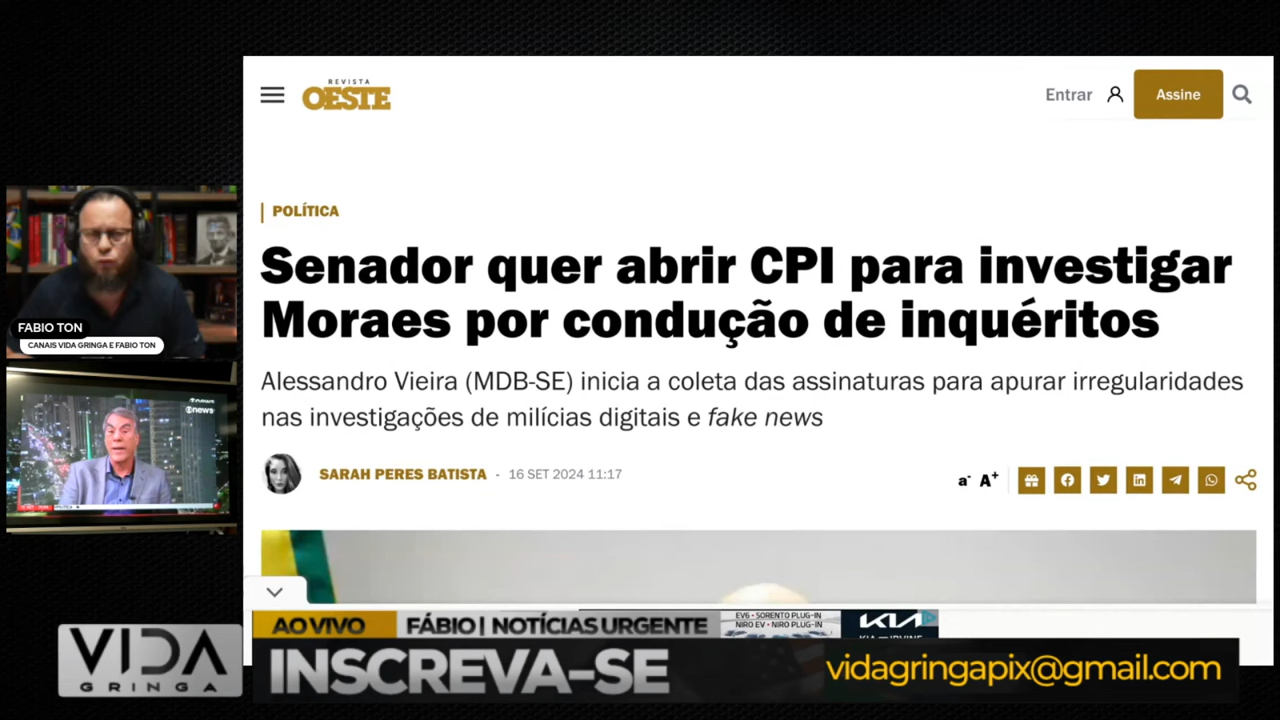 REVISTA
OESTE
Entrar
Assine
POLÍTICA
Senador quer abrir CPI para investigar
Moraes por condução de inquéritos
Alessandro Vieira (MDB-SE) inicia a coleta das assinaturas para apurar irregularidades
nas investigações de milícias digitais e fake news
SARAH PERES BATISTA - 16 SET 2024 11:17
a- A+
FABIO TON
CANAIS VIDA GRINGA E FABIO TON
news
AO VIVO
FÁBIO | NOTÍCIAS URGENTE
EV6 • SORENTO PLUG-IN
NIRO EV • NIRO PLUG-IN
KIA
VIDA
GRINGA
INSCREVA-SE
vidagringapix@gmail.com